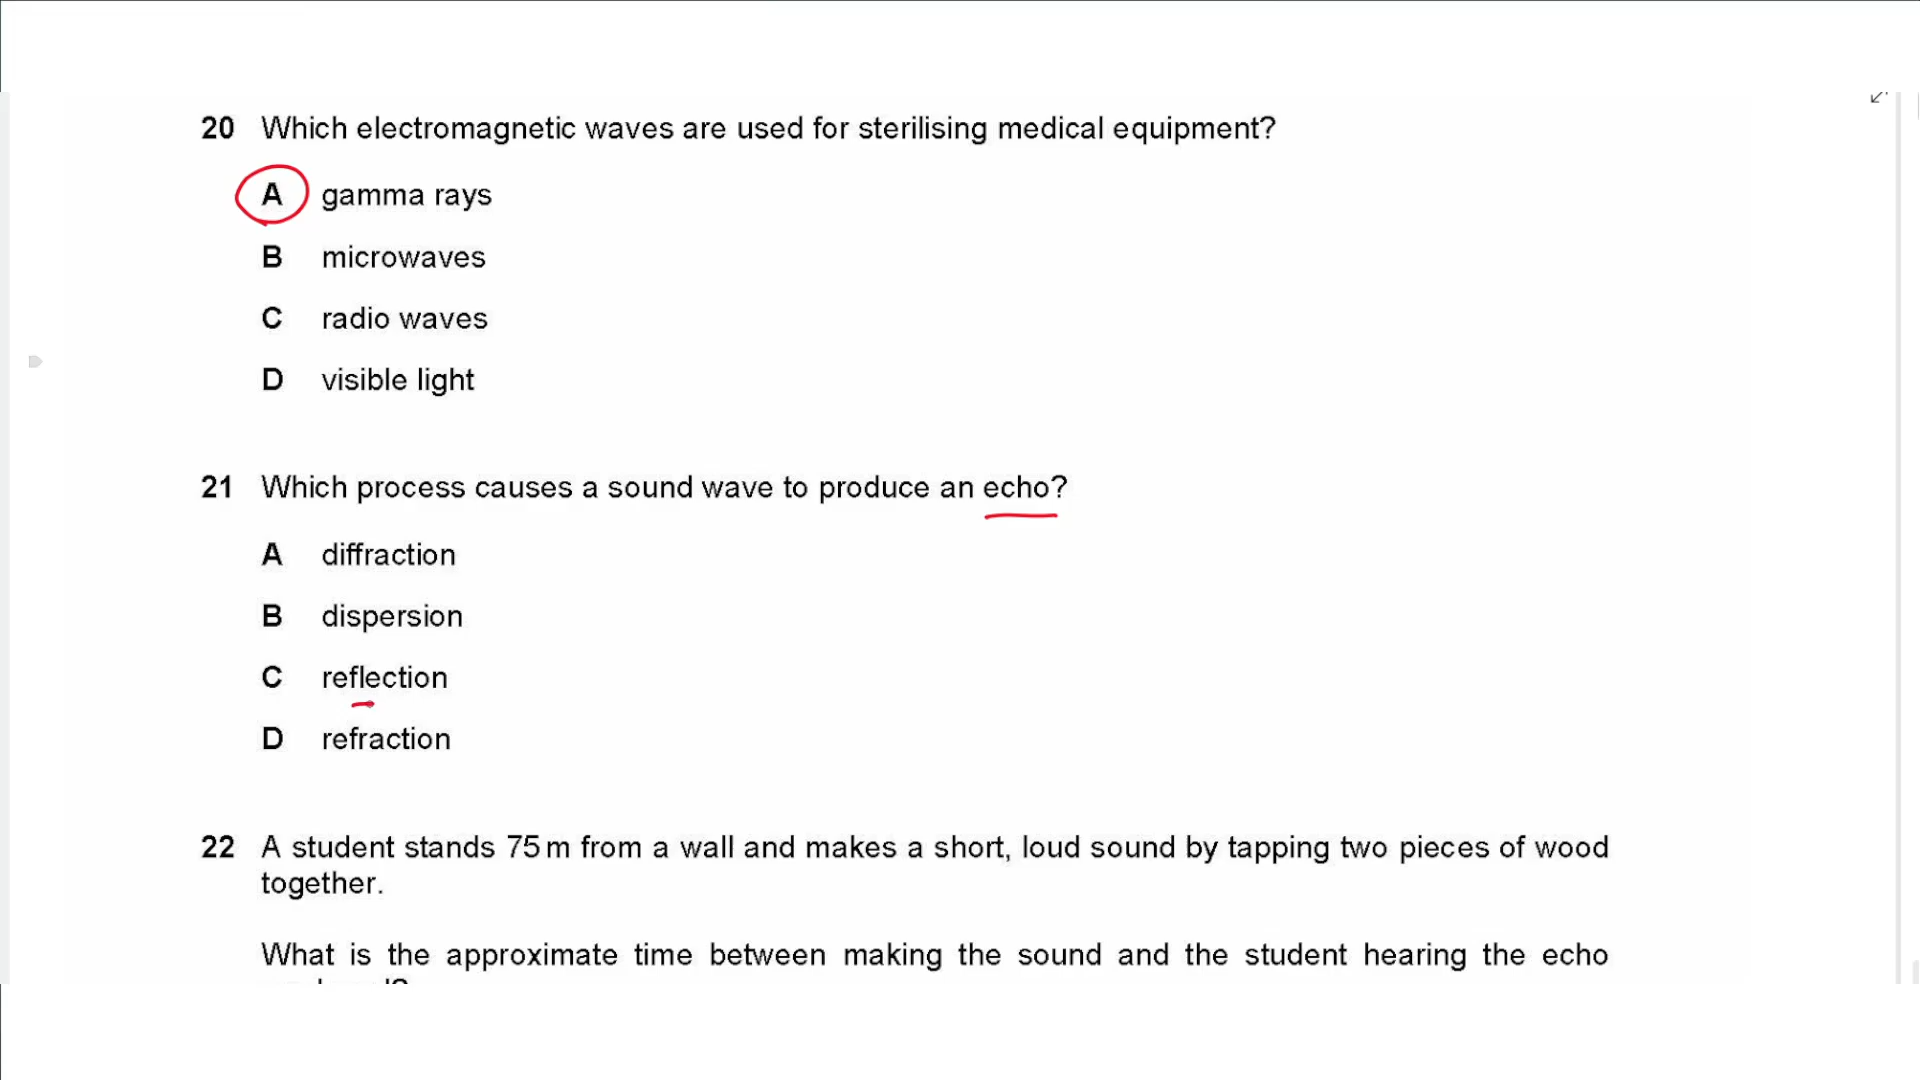 20 Which electromagnetic waves are used for sterilising medical equipment?
A gamma rays
B microwaves
C radio waves
D visible light
21 Which process causes a sound wave to produce an echo?
A diffraction
B dispersion
C reflection
D refraction
22 A student stands 75 m from a wall and makes a short, loud sound by tapping two pieces of wood
together.
What is the approximate time between making the sound and the student hearing the echo